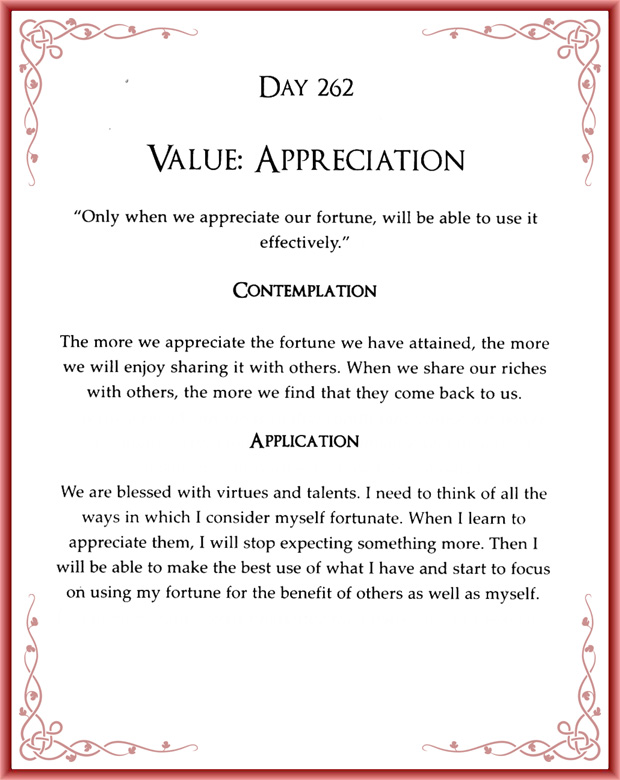 DAY 262
VALUE: APPRECIATION
“Only when we appreciate our fortune, will be able to use it
effectively.”
CONTEMPLATION
The more we appreciate the fortune we have attained, the more
we will enjoy sharing it with others. When we share our riches
with others, the more we find that they come back to us.
APPLICATION
We are blessed with virtues and talents. I need to think of all the
ways in which I consider myself fortunate. When I learn to
appreciate them, I will stop expecting something more. Then I
will be able to make the best use of what I have and start to focus
on using my fortune for the benefit of others as well as myself.